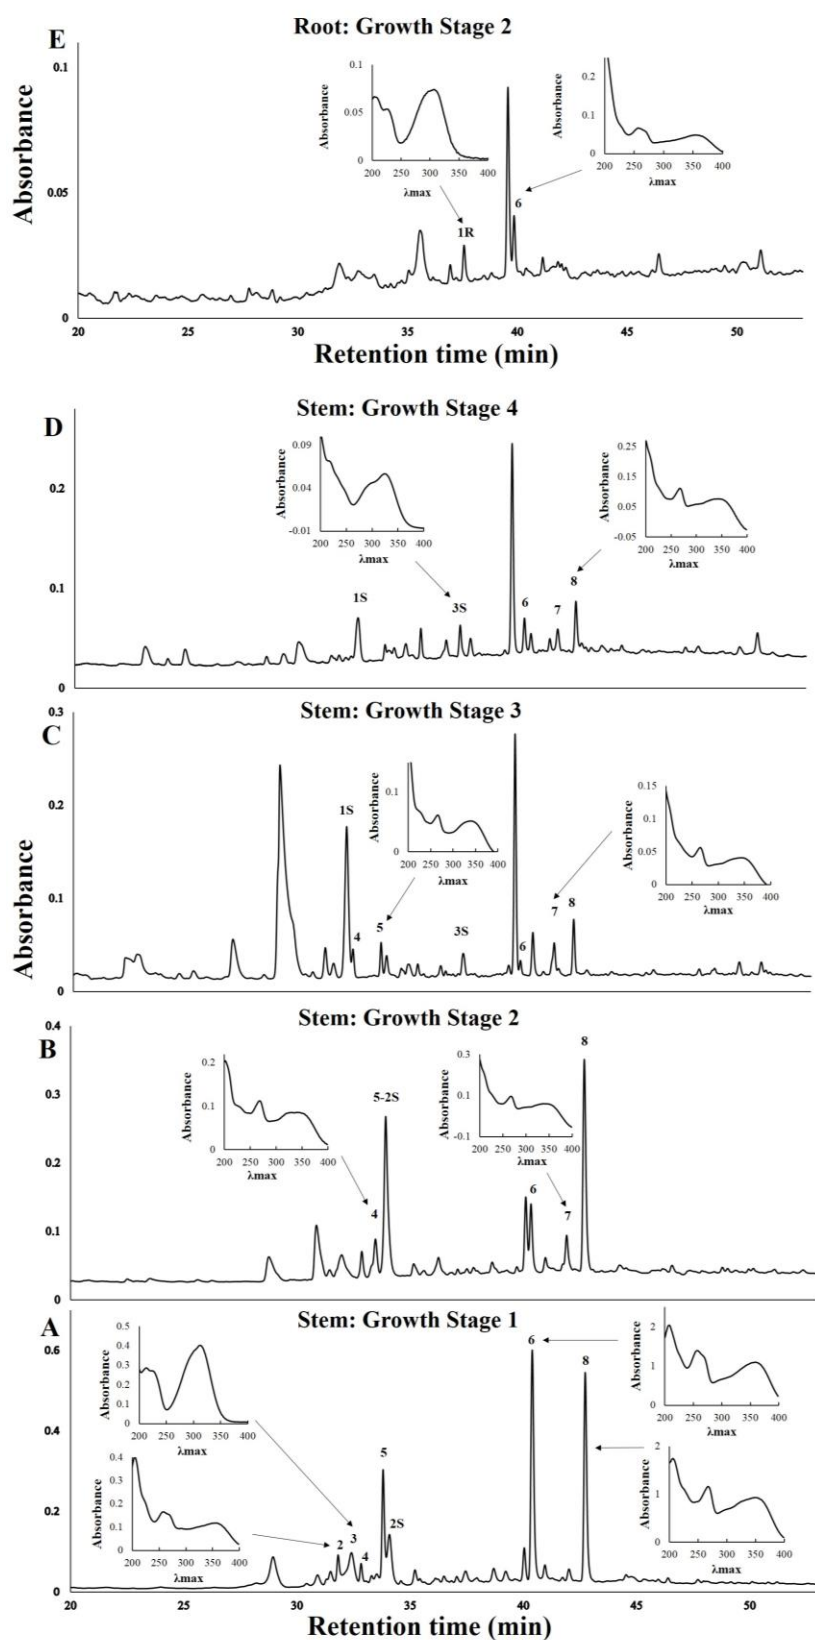 E
Root: Growth Stage 2
Absorbance
0.1
0.05
0
Absorbance
0.1
0.05
0
200 250 300 350 400
λmax
Absorbance
0.2
0.1
0
200 250 300 350 400
1R
6
20 25 30 35 40 45 50
Retention time (min)
D
Stem: Growth Stage 4
0.2
0.1
0
Absorbance
0.09
0.04
-0.01
200 250 300 350 400
λmax
Absorbance
0.25
0.15
0.05
-0.05
200 250 300 350 400
λmax
1S
3S
6
7
8
C
Stem: Growth Stage 3
Absorbance
0.3
0.2
0.1
0
Absorbance
0.1
0
200 250 300 350 400
λmax
Absorbance
0.15
0.1
0.05
0
200 250 300 350 400
λmax
1S
4
5
3S
6
7
8
B
Stem: Growth Stage 2
0.4
0.3
0.2
0.1
0
Absorbance
0.2
0.1
0
200 250 300 350 400
λmax
Absorbance
0.3
0.1
-0.1
200 250 300 350 400
λmax
4
5-2S
6
7
8
A
Stem: Growth Stage 1
0.6
0.4
0.2
0
Absorbance
0.5
0.4
0.3
0.2
0.1
0
200 250 300 350 400
λmax
Absorbance
0.4
0.3
0.2
0.1
0
200 250 300 350 400
λmax
Absorbance
2
1
0
200 250 300 350 400
λmax
Absorbance
2
1
0
200 250 300 350 400
λmax
2
3
4
5
2S
6
8
20 25 30 35 40 45 50
Retention time (min)